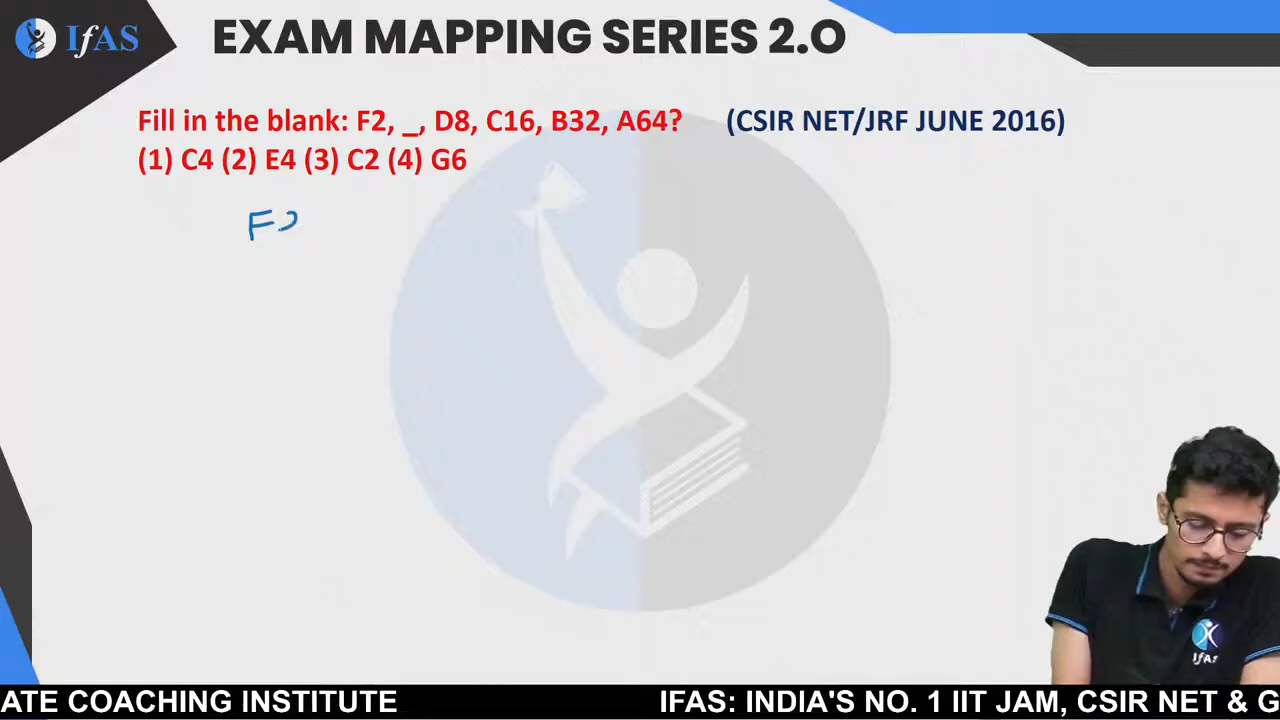 IfAS
EXAM MAPPING SERIES 2.O
Fill in the blank: F2, _, D8, C16, B32, A64? (CSIR NET/JRF JUNE 2016)
(1) C4 (2) E4 (3) C2 (4) G6
F2
IfAS
ATE COACHING INSTITUTE IFAS: INDIA'S NO. 1 IIT JAM, CSIR NET & G